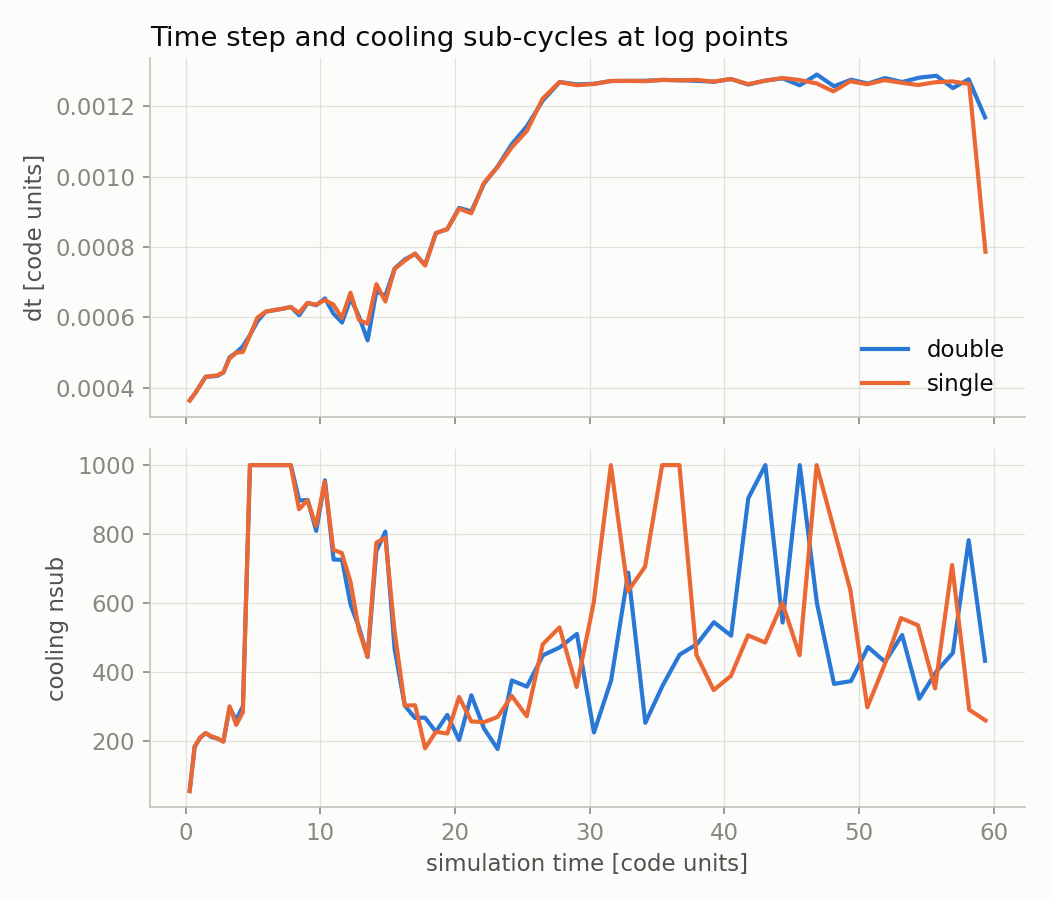 Time step and cooling sub-cycles at log points
dt [code units]
0.0012
0.0010
0.0008
0.0006
0.0004
double
single
cooling nsub
1000
800
600
400
200
0 10 20 30 40 50 60
simulation time [code units]